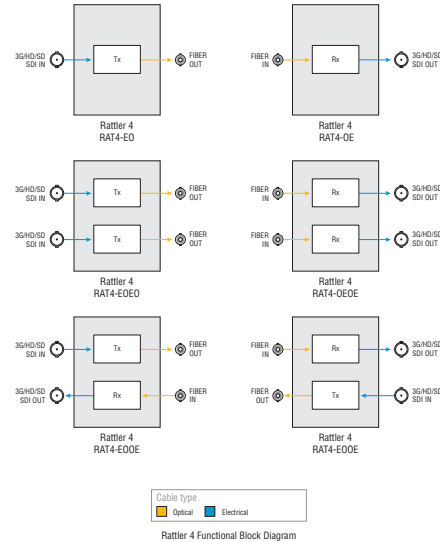 3G/HD/SD
SDI IN
Tx
FIBER
OUT
Rattler 4
RAT4-EO
FIBER
IN
Rx
3G/HD/SD
SDI OUT
Rattler 4
RAT4-OE
3G/HD/SD
SDI IN
Tx
FIBER
OUT
3G/HD/SD
SDI IN
Tx
FIBER
OUT
Rattler 4
RAT4-EOEO
FIBER
IN
Rx
3G/HD/SD
SDI OUT
FIBER
IN
Rx
3G/HD/SD
SDI OUT
Rattler 4
RAT4-OEOE
3G/HD/SD
SDI IN
Tx
FIBER
OUT
3G/HD/SD
SDI OUT
Rx
FIBER
IN
Rattler 4
RAT4-EOOE
FIBER
IN
Rx
3G/HD/SD
SDI OUT
FIBER
OUT
Tx
3G/HD/SD
SDI IN
Rattler 4
RAT4-EOOE
Cable type
Optical
Electrical
Rattler 4 Functional Block Diagram